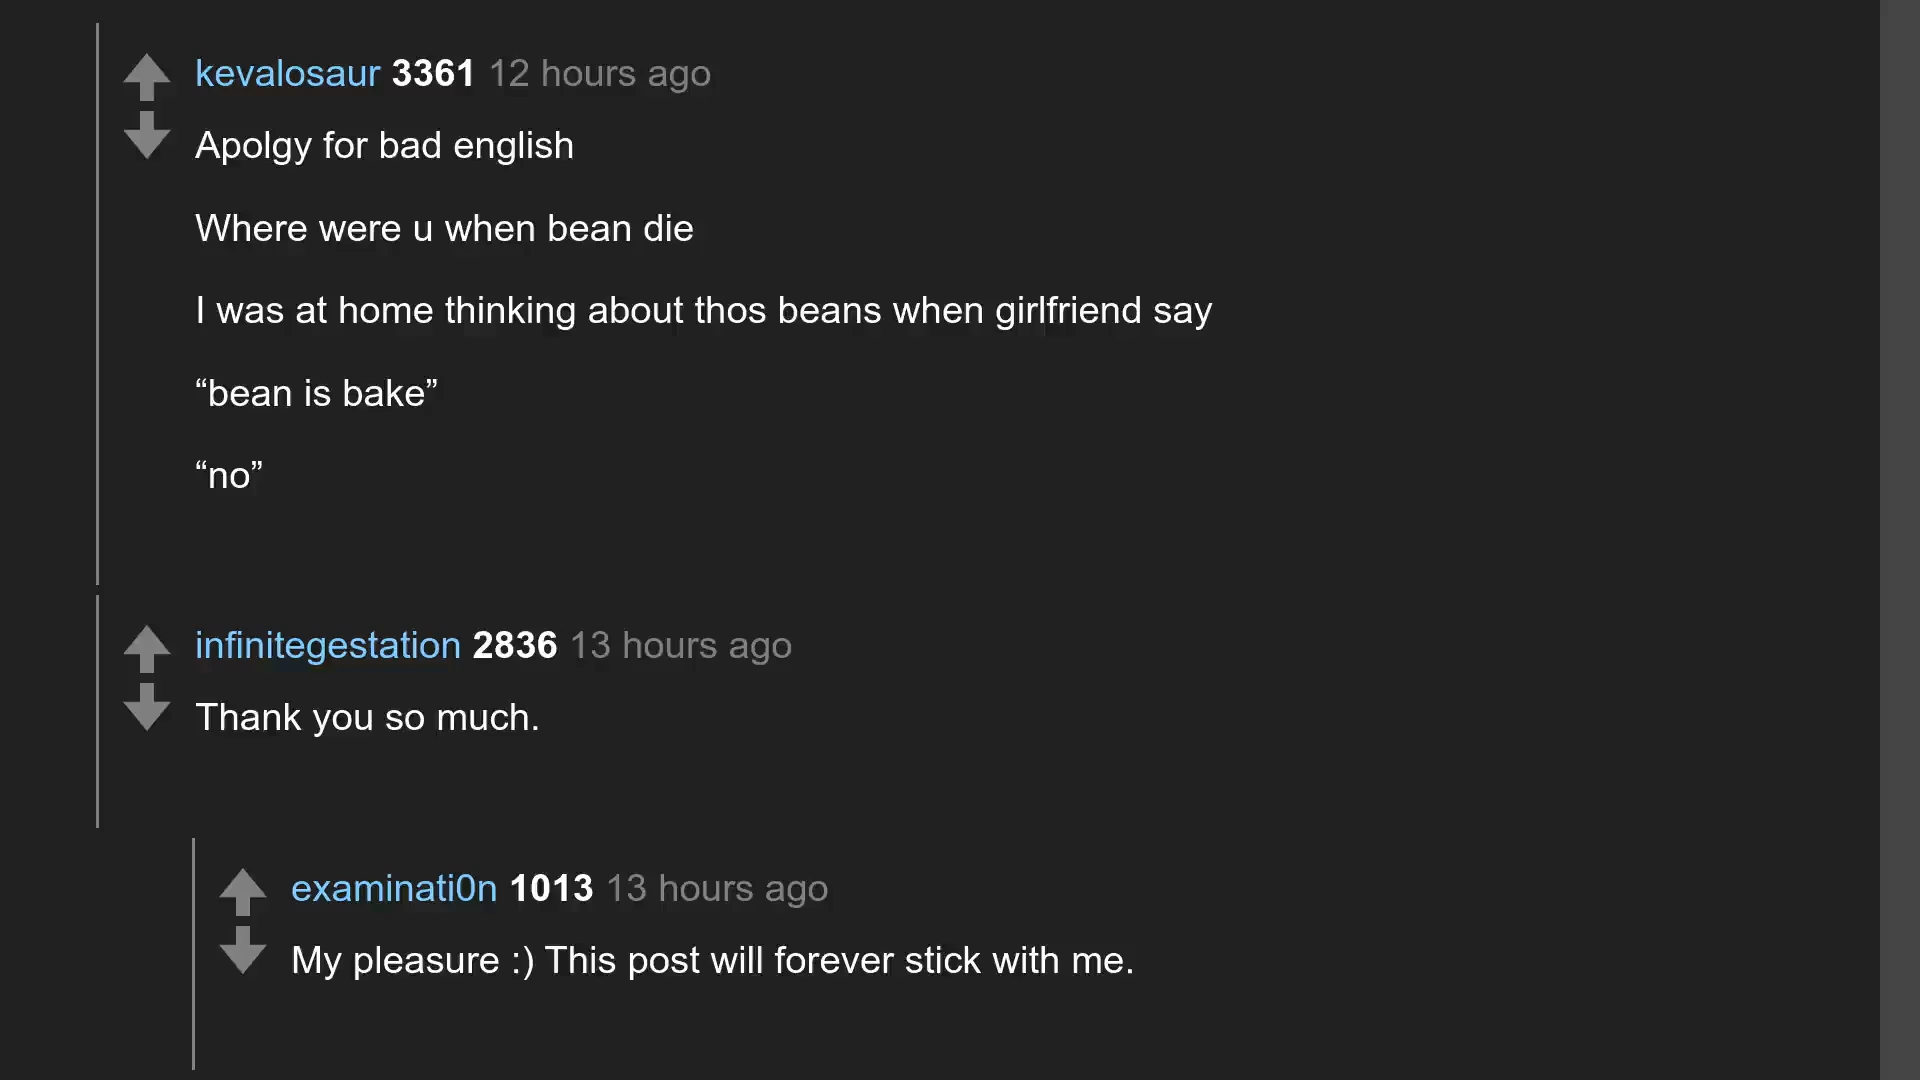 kevalosaur 3361 12 hours ago
Apolgy for bad english
Where were u when bean die
I was at home thinking about thos beans when girlfriend say
“bean is bake”
“no”
infinitegestation 2836 13 hours ago
Thank you so much.
examinati0n 1013 13 hours ago
My pleasure :) This post will forever stick with me.